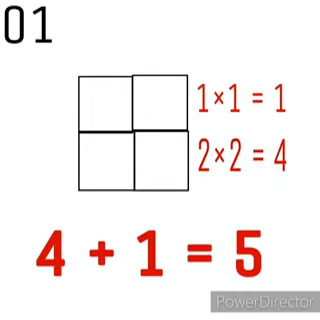 01
1×1 = 1
2×2 = 4
4 + 1 = 5
PowerDirector